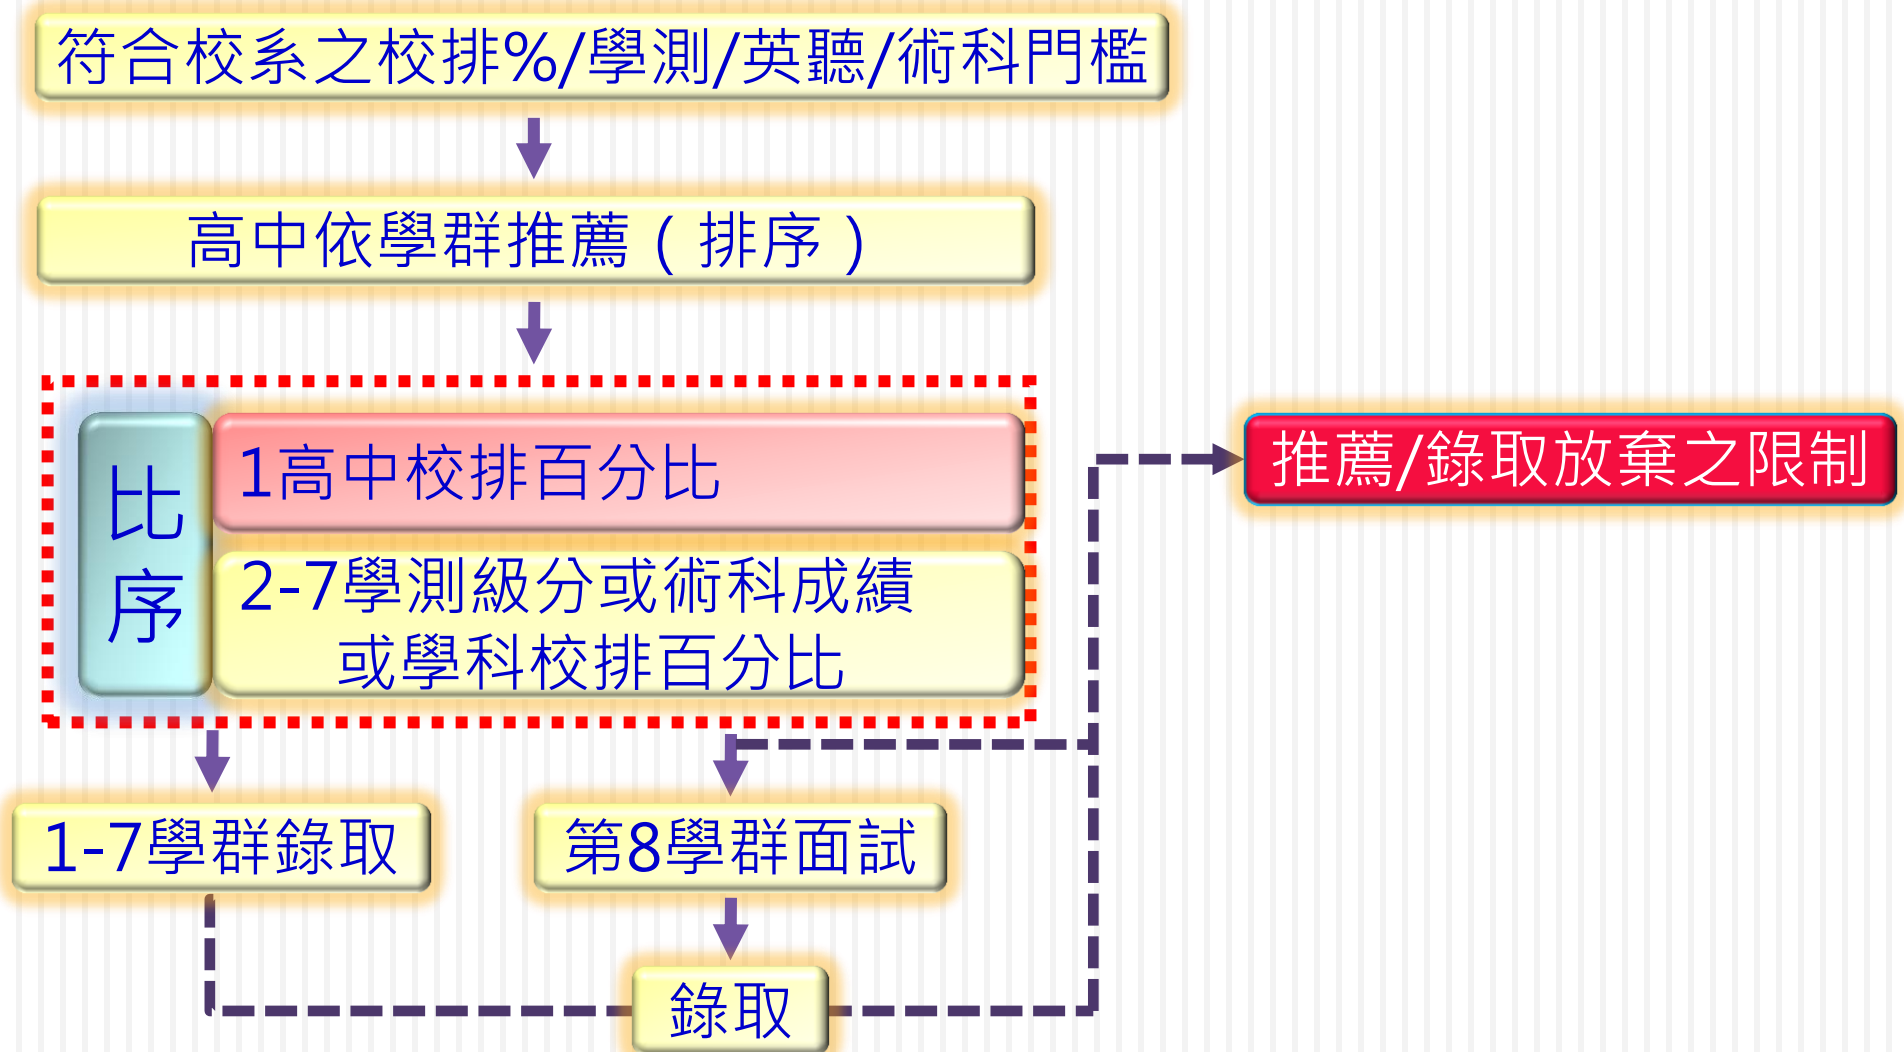 符合校系之校排%/學測/英聽/術科門檻
高中依學群推薦(排序)
比
序
1高中校排百分比
2-7學測級分或術科成績
或學科校排百分比
推薦/錄取放棄之限制
1-7學群錄取
第8學群面試
錄取